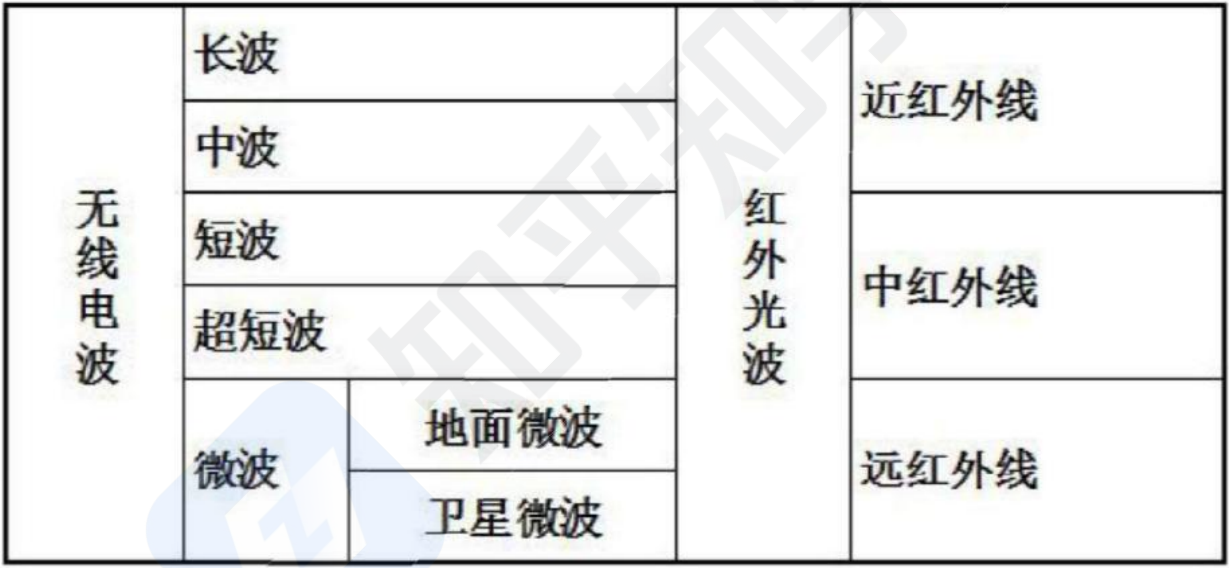 无线电波
长波
中波
短波
超短波
微波
地面微波
卫星微波
红外光波
近红外线
中红外线
远红外线
知乎知学